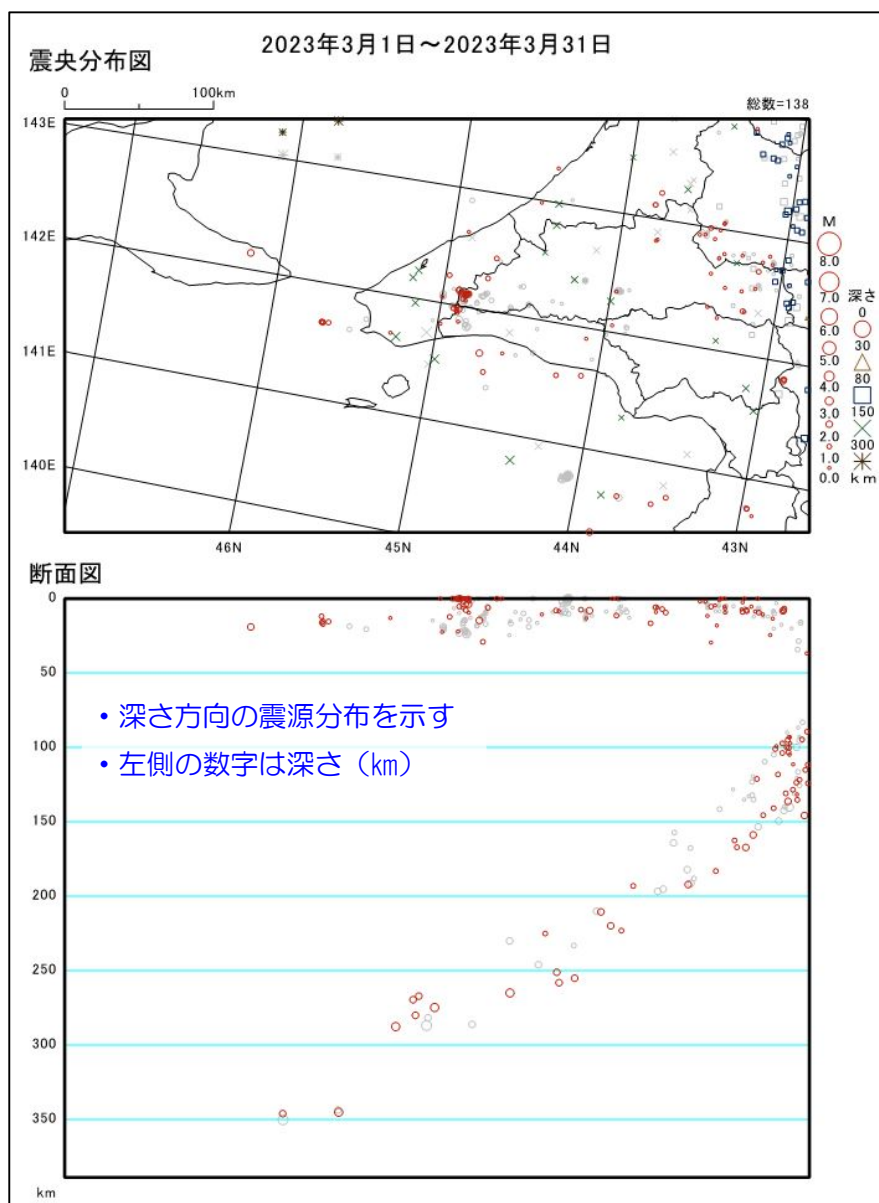 2023年3月1日～2023年3月31日
震央分布図
0 100km
総数=138
143E
142E
141E
140E
46N 45N 44N 43N
M
8.0
7.0
6.0
5.0
4.0
3.0
2.0
1.0
0.0
深さ
0
30
80
150
300
km
断面図
0
50
100
150
200
250
300
350
km
・深さ方向の震源分布を示す
・左側の数字は深さ（㎞）